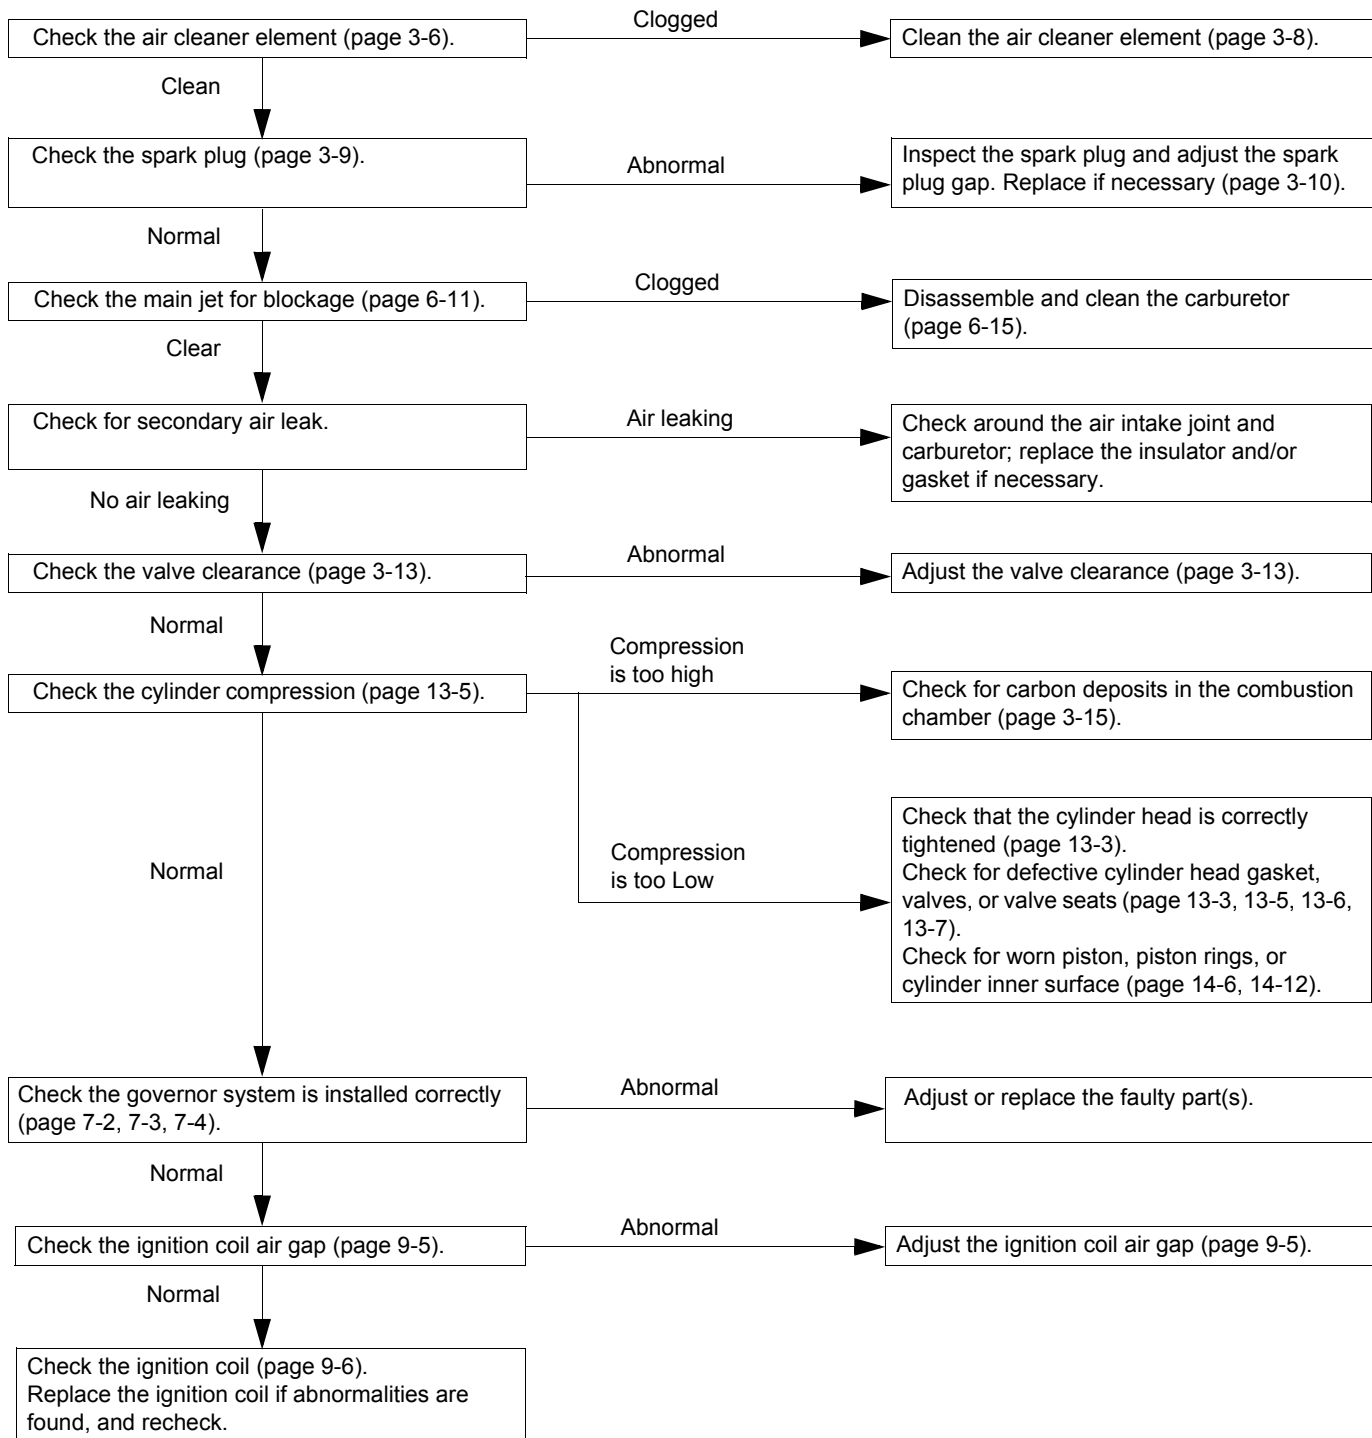 Clogged
Check the air cleaner element (page 3-6).
Clean the air cleaner element (page 3-8).
Clean
Check the spark plug (page 3-9).
Abnormal
Inspect the spark plug and adjust the spark
plug gap. Replace if necessary (page 3-10).
Normal
Check the main jet for blockage (page 6-11).
Clogged
Disassemble and clean the carburetor
(page 6-15).
Clear
Check for secondary air leak.
Air leaking
Check around the air intake joint and
carburetor; replace the insulator and/or
gasket if necessary.
No air leaking
Check the valve clearance (page 3-13).
Abnormal
Adjust the valve clearance (page 3-13).
Normal
Check the cylinder compression (page 13-5).
Compression
is too high
Check for carbon deposits in the combustion
chamber (page 3-15).
Normal
Compression
is too Low
Check that the cylinder head is correctly
tightened (page 13-3).
Check for defective cylinder head gasket,
valves, or valve seats (page 13-3, 13-5, 13-6,
13-7).
Check for worn piston, piston rings, or
cylinder inner surface (page 14-6, 14-12).
Check the governor system is installed correctly
(page 7-2, 7-3, 7-4).
Abnormal
Adjust or replace the faulty part(s).
Normal
Check the ignition coil air gap (page 9-5).
Abnormal
Adjust the ignition coil air gap (page 9-5).
Normal
Check the ignition coil (page 9-6).
Replace the ignition coil if abnormalities are
found, and recheck.